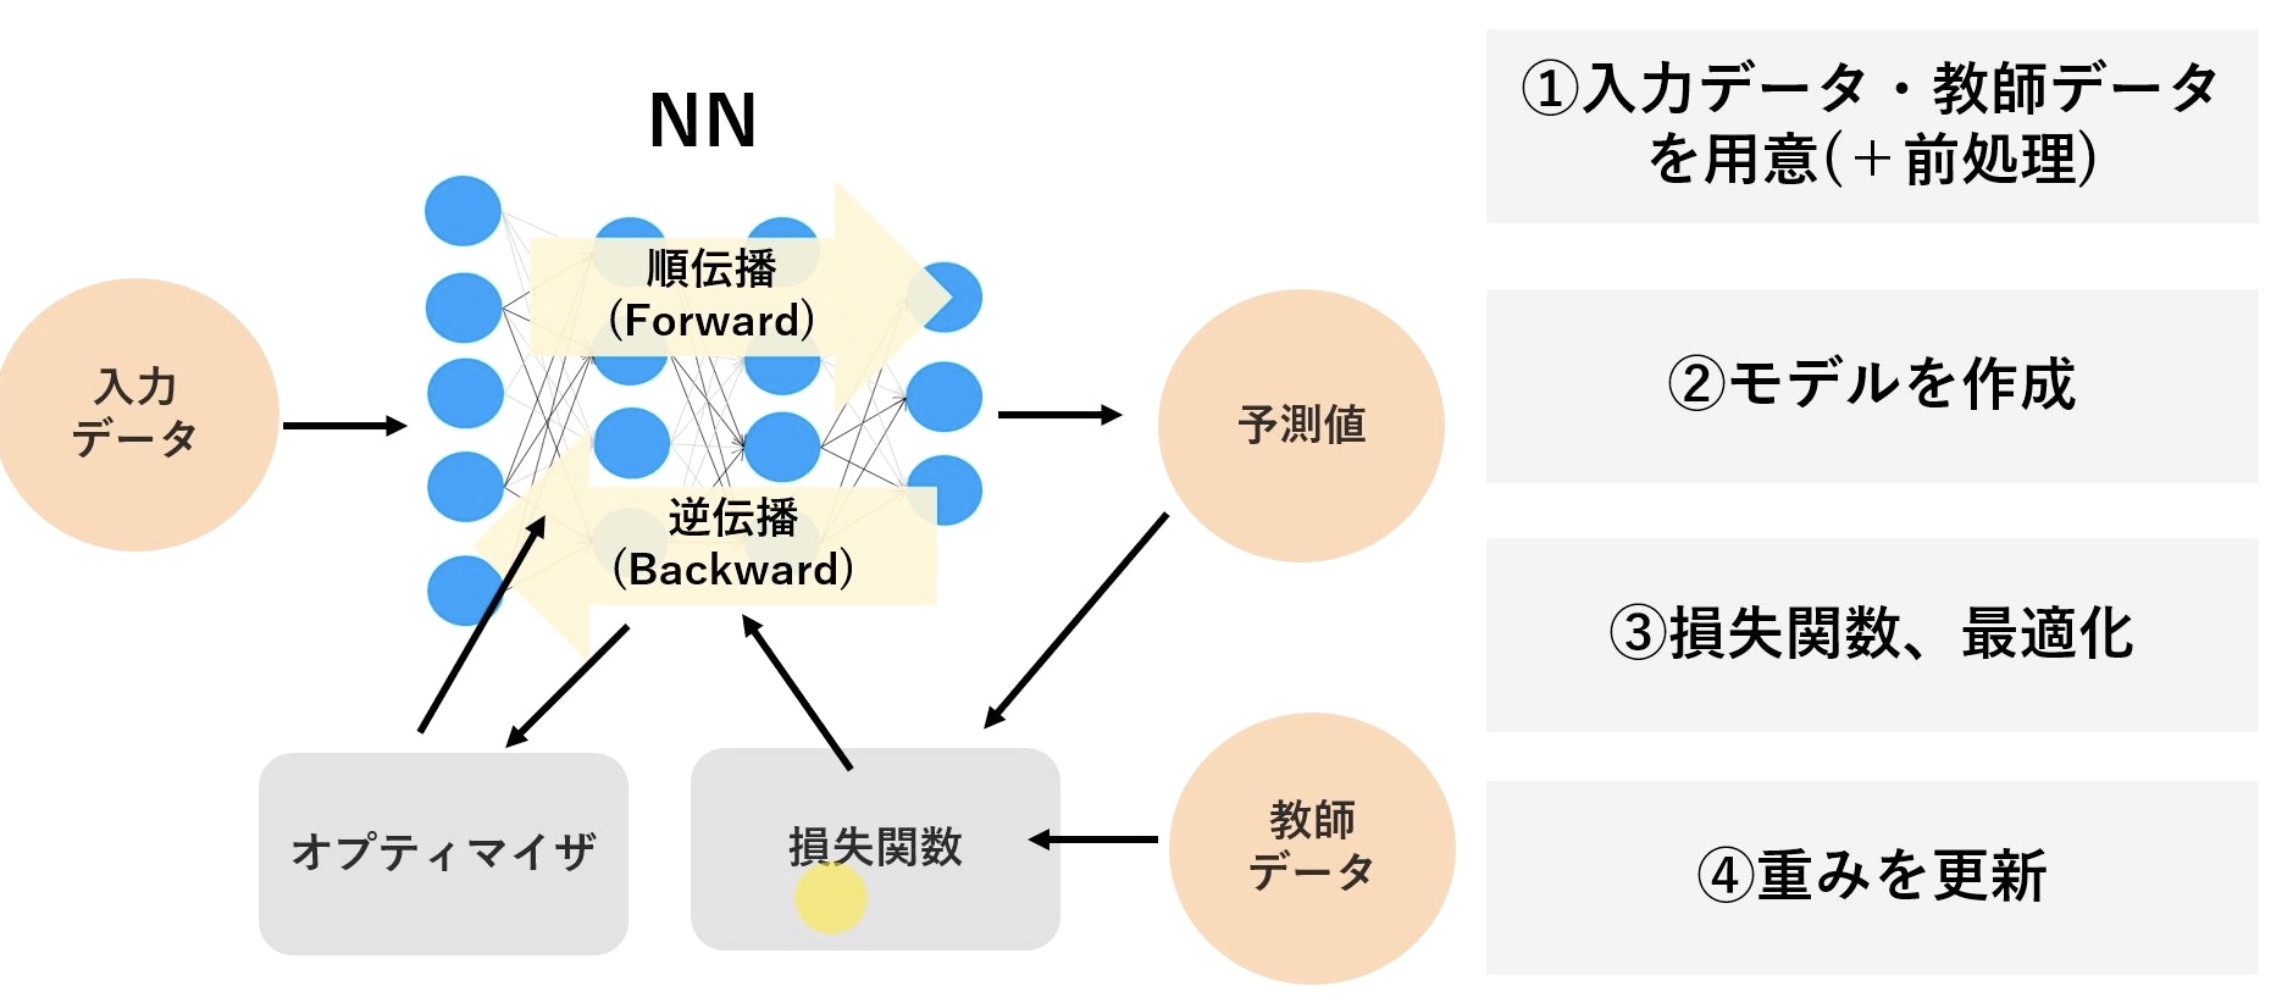 NN
順伝播
(Forward)
入力
データ
予測値
逆伝播
(Backward)
オプティマイザ
損失関数
教師
データ
①入力データ・教師データ
を用意(＋前処理)
②モデルを作成
③損失関数、最適化
④重みを更新